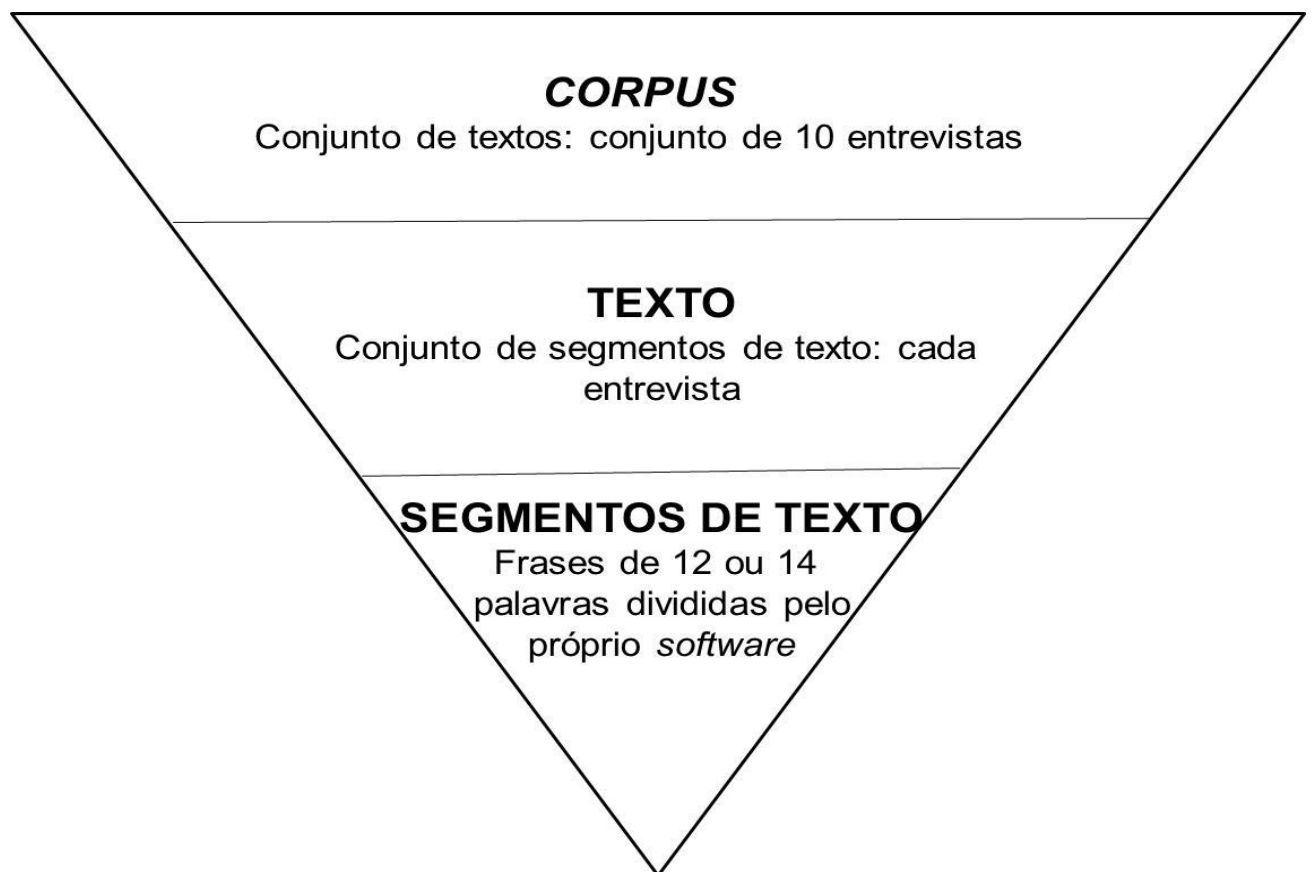 CORPUS
Conjunto de textos: conjunto de 10 entrevistas
TEXTO
Conjunto de segmentos de texto: cada
entrevista
SEGMENTOS DE TEXTO
Frases de 12 ou 14
palavras divididas pelo
próprio software